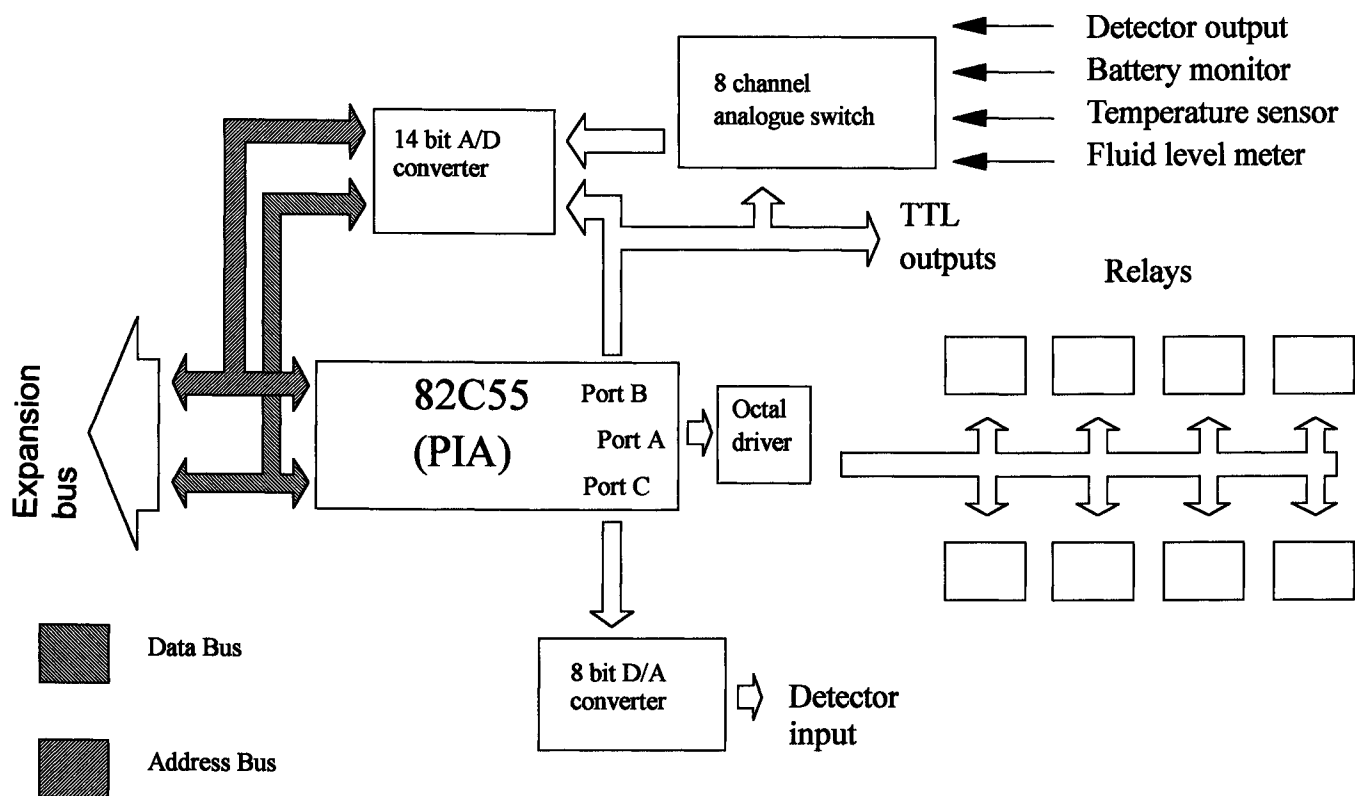 Detector output
Battery monitor
Temperature sensor
Fluid level meter
8 channel
analogue switch
14 bit A/D
converter
TTL
outputs
Relays
Expansion
bus
82C55
(PIA)
Port B
Port A
Port C
Octal
driver
8 bit D/A
converter
Detector
input
Data Bus
Address Bus